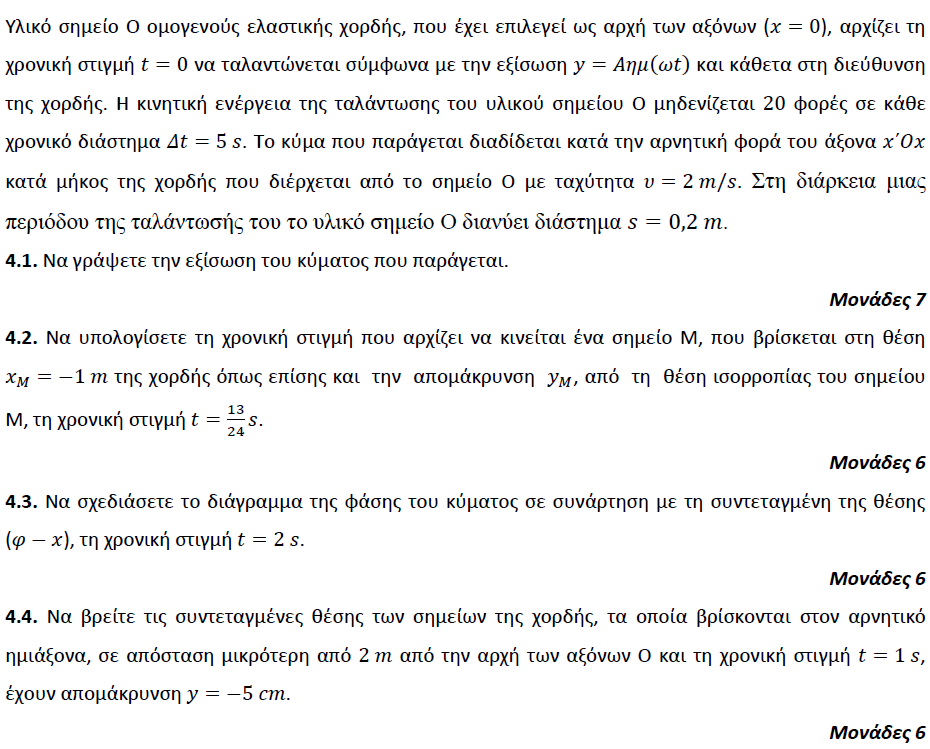 Υλικό σημείο Ο ομογενούς ελαστικής χορδής, που έχει επιλεγεί ως αρχή των αξόνων (x = 0), αρχίζει τη
χρονική στιγμή t = 0 να ταλαντώνεται σύμφωνα με την εξίσωση y = Αημ(ωt) και κάθετα στη διεύθυνση
της χορδής. Η κινητική ενέργεια της ταλάντωσης του υλικού σημείου Ο μηδενίζεται 20 φορές σε κάθε
χρονικό διάστημα Δt = 5 s. Το κύμα που παράγεται διαδίδεται κατά την αρνητική φορά του άξονα x΄Ox
κατά μήκος της χορδής που διέρχεται από το σημείο Ο με ταχύτητα υ = 2 m/s. Στη διάρκεια μιας
περιόδου της ταλάντωσής του το υλικό σημείο Ο διανύει διάστημα s = 0,2 m.
4.1. Να γράψετε την εξίσωση του κύματος που παράγεται.
Μονάδες 7
4.2. Να υπολογίσετε τη χρονική στιγμή που αρχίζει να κινείται ένα σημείο Μ, που βρίσκεται στη θέση
x_M = −1 m της χορδής όπως επίσης και την απομάκρυνση y_M, από τη θέση ισορροπίας του σημείου
Μ, τη χρονική στιγμή t = 13/24 s.
Μονάδες 6
4.3. Να σχεδιάσετε το διάγραμμα της φάσης του κύματος σε συνάρτηση με τη συντεταγμένη της θέσης
(φ − x), τη χρονική στιγμή t = 2 s.
Μονάδες 6
4.4. Να βρείτε τις συντεταγμένες θέσης των σημείων της χορδής, τα οποία βρίσκονται στον αρνητικό
ημιάξονα, σε απόσταση μικρότερη από 2 m από την αρχή των αξόνων Ο και τη χρονική στιγμή t = 1 s,
έχουν απομάκρυνση y = −5 cm.
Μονάδες 6